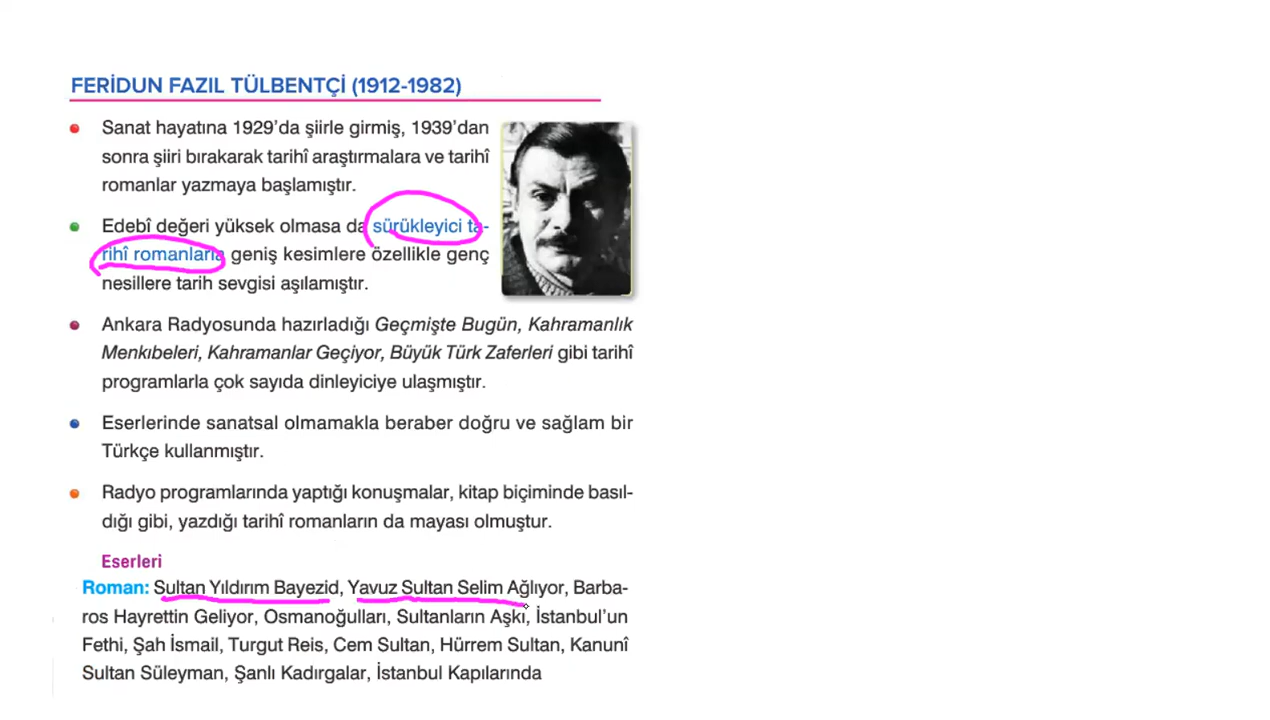 FERİDUN FAZIL TÜLBENTÇİ (1912-1982)
Sanat hayatına 1929’da şiirle girmiş, 1939’dan
sonra şiiri bırakarak tarihî araştırmalara ve tarihî
romanlar yazmaya başlamıştır.
Edebî değeri yüksek olmasa da sürükleyici ta-
rihî romanlarla geniş kesimlere özellikle genç
nesillere tarih sevgisi aşılamıştır.
Ankara Radyosunda hazırladığı Geçmişte Bugün, Kahramanlık
Menkıbeleri, Kahramanlar Geçiyor, Büyük Türk Zaferleri gibi tarihî
programlarla çok sayıda dinleyiciye ulaşmıştır.
Eserlerinde sanatsal olmamakla beraber doğru ve sağlam bir
Türkçe kullanmıştır.
Radyo programlarında yaptığı konuşmalar, kitap biçiminde basıl-
dığı gibi, yazdığı tarihî romanların da mayası olmuştur.
Eserleri
Roman: Sultan Yıldırım Bayezid, Yavuz Sultan Selim Ağlıyor, Barba-
ros Hayrettin Geliyor, Osmanoğulları, Sultanların Aşkı, İstanbul’un
Fethi, Şah İsmail, Turgut Reis, Cem Sultan, Hürrem Sultan, Kanunî
Sultan Süleyman, Şanlı Kadırgalar, İstanbul Kapılarında